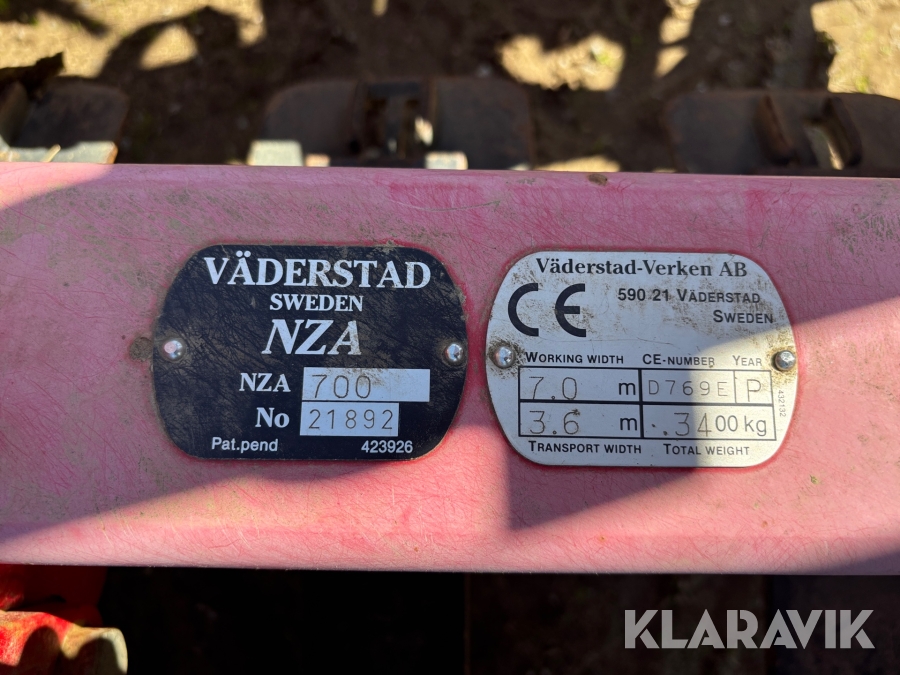 VÄDERSTAD
SWEDEN
NZA
NZA 700
No 21892
Pat.pend 423926
Väderstad-Verken AB
CE 590 21 VÄDERSTAD
SWEDEN
WORKING WIDTH CE-NUMBER YEAR
7.0 m D769E P
3.6 m .3400 kg
TRANSPORT WIDTH TOTAL WEIGHT
432132
KLARAVIK